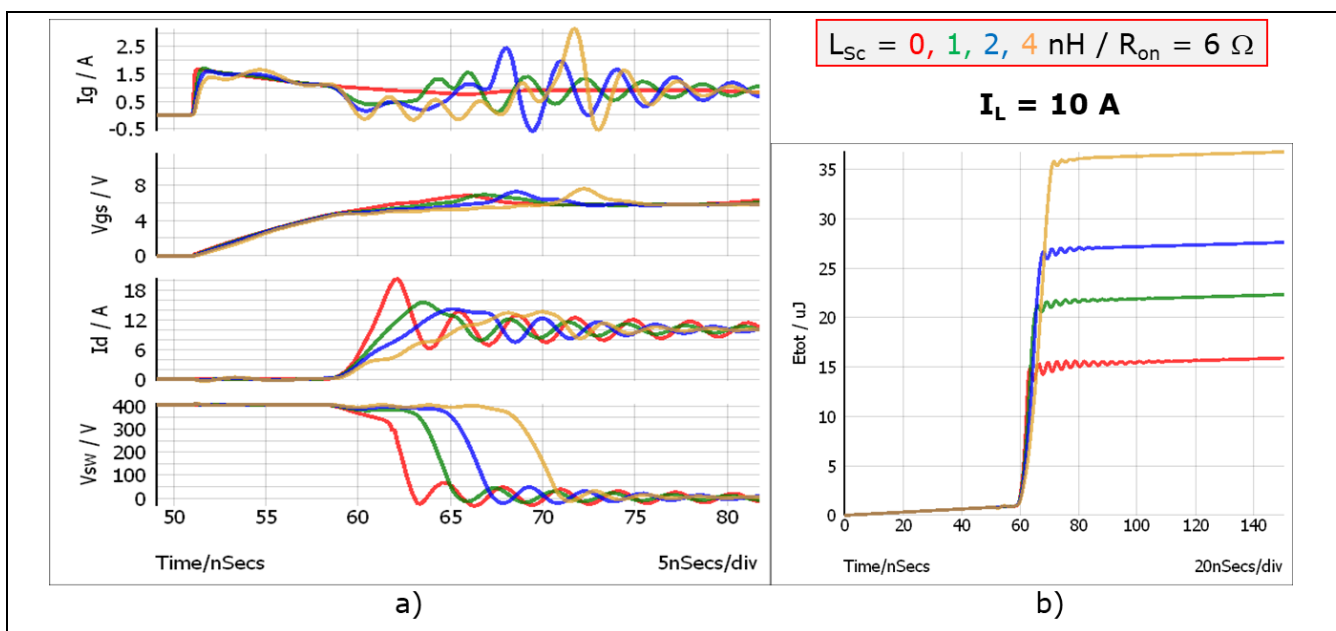 L_Sc = 0, 1, 2, 4 nH / R_on = 6 Ω
I_L = 10 A
Ig / A
2.5
1.5
0.5
-0.5
Vgs / V
8
4
0
Id / A
18
12
6
0
Vsw / V
400
300
200
100
0
50 55 60 65 70 75 80
Time/nSecs 5nSecs/div
a)
Etot / uJ
35
30
25
20
15
10
5
0
0 20 40 60 80 100 120 140
Time/nSecs 20nSecs/div
b)